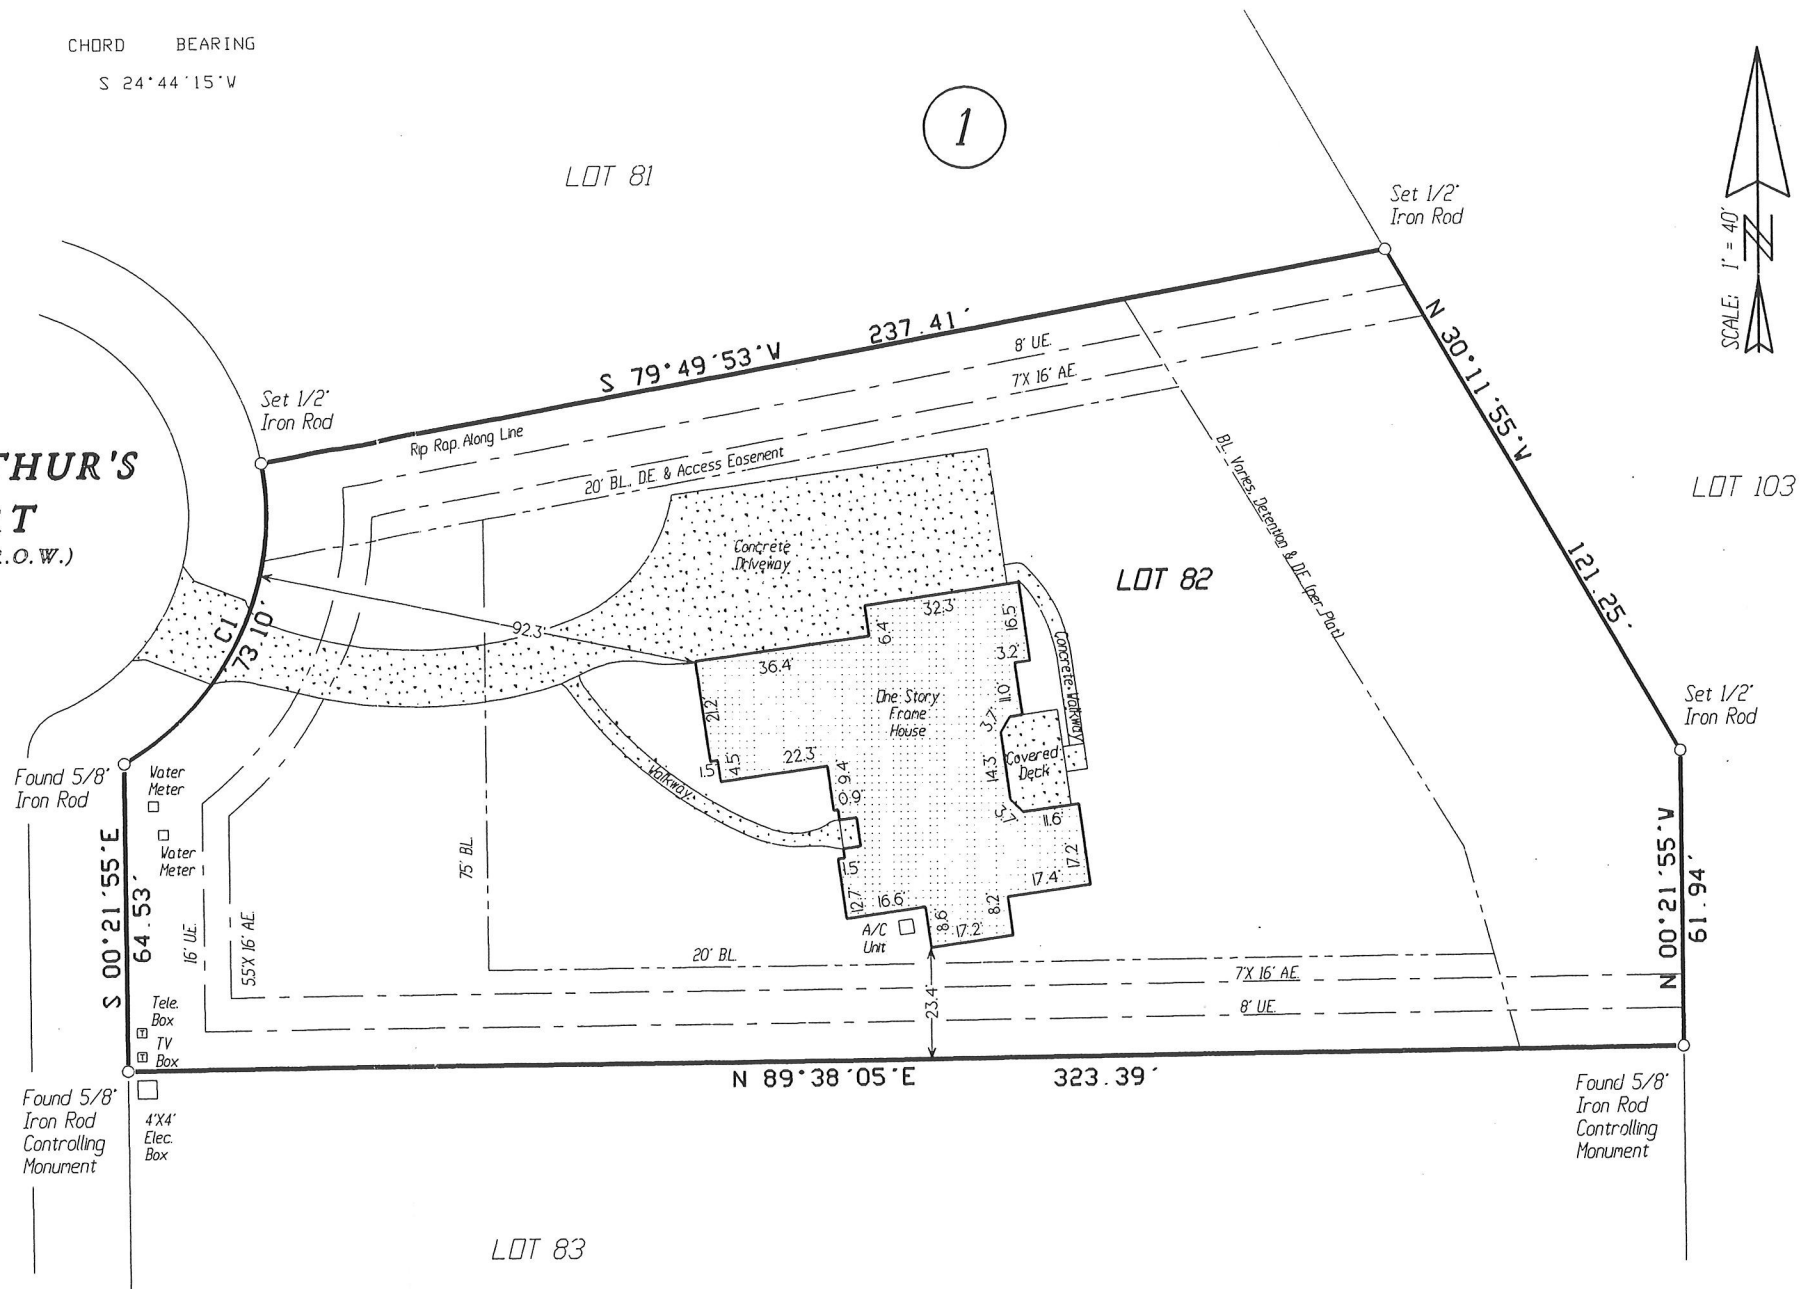 CHORD BEARING
S 24°44'15"W
1
LOT 81
Set 1/2"
Iron Rod
SCALE: 1" = 40'
N
Set 1/2"
Iron Rod
S 79°49'53"W 237.41'
8' UE.
7'X 16' A.E.
N 30°11'55"W 121.25'
Rip Rap. Along Line
20' BL., D.E. & Access Easement
BL. Varies, Detention & DE (per Plat)
THUR'S
T
.O.W.)
LOT 103
Concrete
Driveway
LOT 82
C1
73.10'
92.3'
32.3'
6.4'
16.5'
3.2'
36.4'
11.0'
Concrete Walkway
21.2'
One Story
Frame
House
3.7'
Covered
Deck
14.3'
3.7'
11.6'
17.2'
17.4'
1.5'
4.5'
22.3'
9.4'
0.9'
Walkway
1.5'
12.7'
16.6'
8.6'
17.2'
8.2'
A/C
Unit
Set 1/2"
Iron Rod
Found 5/8"
Iron Rod
Water
Meter
Water
Meter
S 00°21'55"E
64.53'
16' UE.
5.5'X 16' A.E.
75' BL.
20' BL.
7'X 16' AE.
8' UE.
23.4'
N 00°21'55"W
61.94'
Tele.
Box
T
TV
Box
T
N 89°38'05"E 323.39'
Found 5/8"
Iron Rod
Controlling
Monument
4'X4'
Elec.
Box
Found 5/8"
Iron Rod
Controlling
Monument
LOT 83